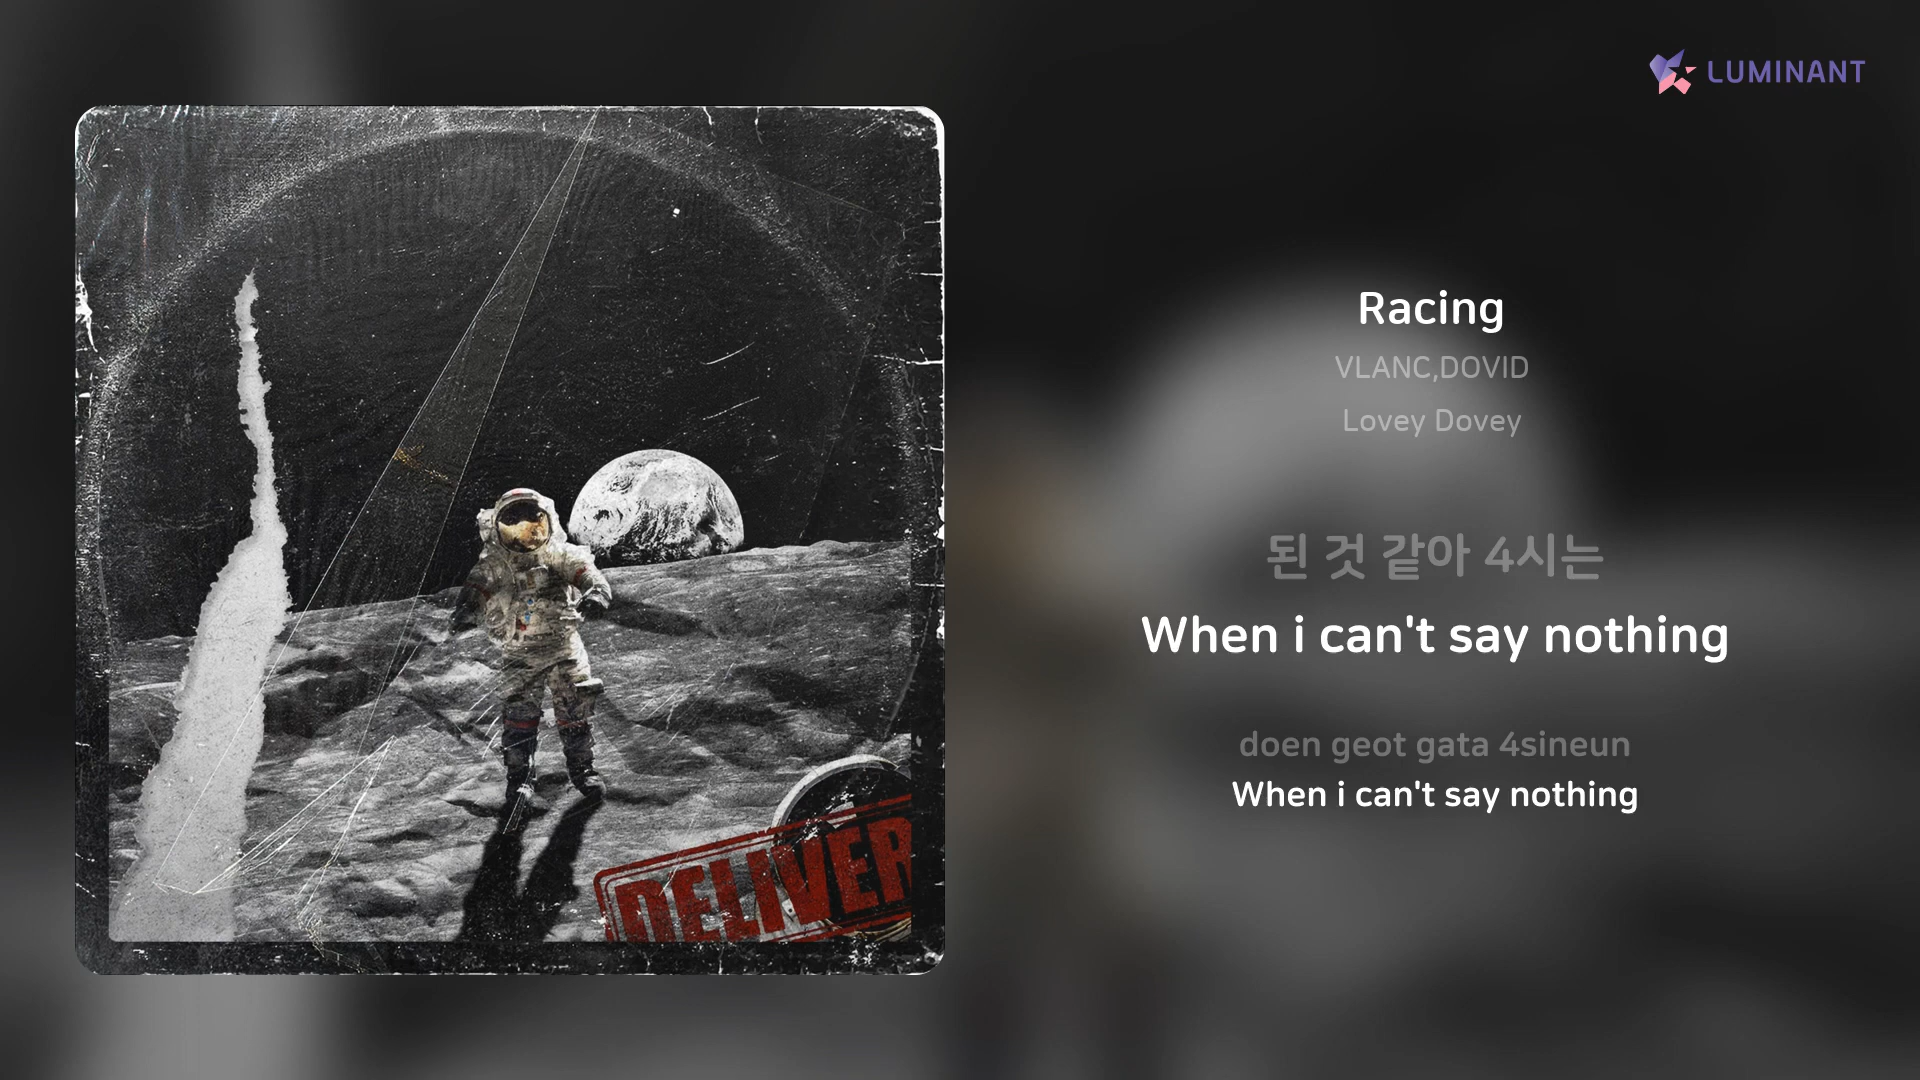 LUMINANT
Racing
VLANC,DOVID
Lovey Dovey
된 것 같아 4시는
When i can't say nothing
doen geot gata 4sineun
When i can't say nothing
DELIVER